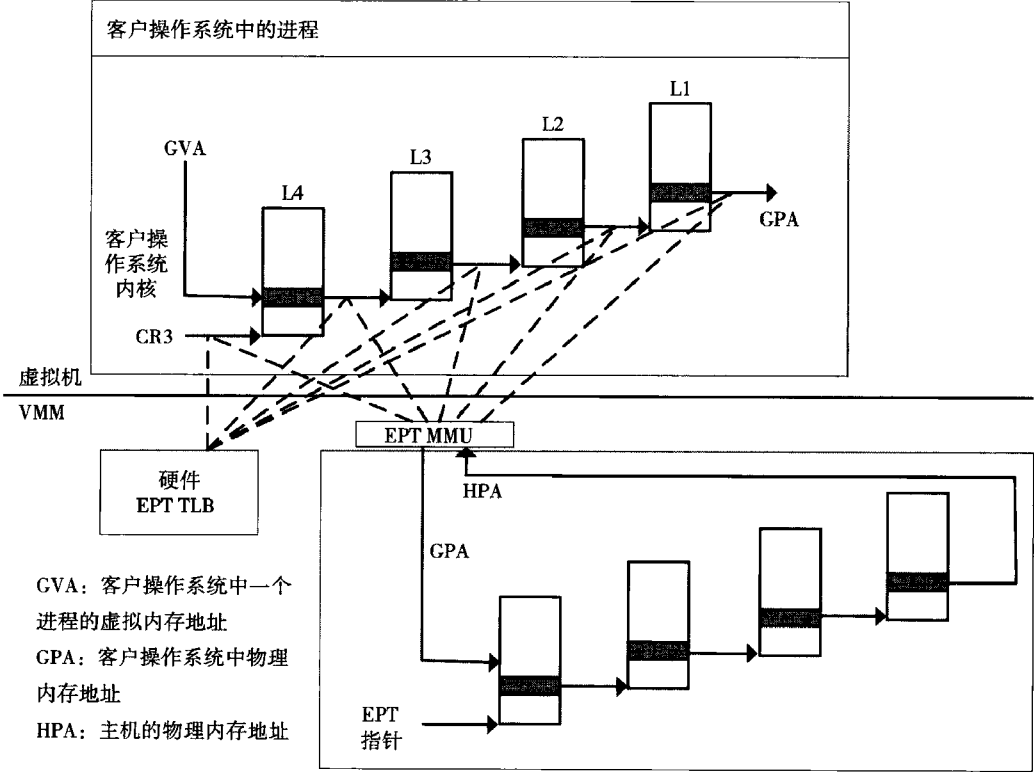 客户操作系统中的进程
L1
L2
L3
L4
GVA
GPA
客户操
作系统
内核
CR3
虚拟机
VMM
EPT MMU
硬件
EPT TLB
HPA
GPA
GVA：客户操作系统中一个
进程的虚拟内存地址
GPA：客户操作系统中物理
内存地址
HPA：主机的物理内存地址
EPT
指针